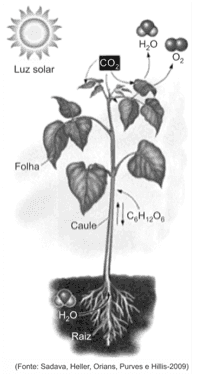 CO₂
H₂O
O₂
Luz solar
Folha
C₆H₁₂O₆
Caule
H₂O
Raiz
(Fonte: Sadava, Heller, Orians, Purves e Hillis-2009)